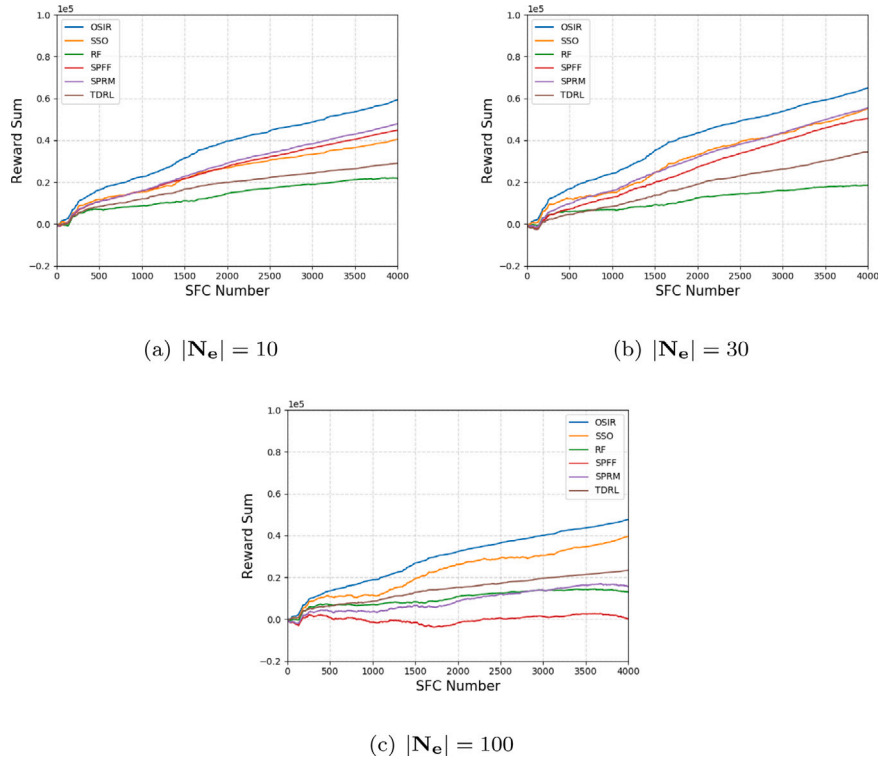 1e5
1.0
0.8
0.6
0.4
0.2
0.0
−0.2
Reward Sum
OSIR
SSO
RF
SPFF
SPRM
TDRL
0 500 1000 1500 2000 2500 3000 3500 4000
SFC Number
(a) |Nₑ| = 10
1e5
1.0
0.8
0.6
0.4
0.2
0.0
−0.2
Reward Sum
OSIR
SSO
RF
SPFF
SPRM
TDRL
0 500 1000 1500 2000 2500 3000 3500 4000
SFC Number
(b) |Nₑ| = 30
1e5
1.0
0.8
0.6
0.4
0.2
0.0
−0.2
Reward Sum
OSIR
SSO
RF
SPFF
SPRM
TDRL
0 500 1000 1500 2000 2500 3000 3500 4000
SFC Number
(c) |Nₑ| = 100